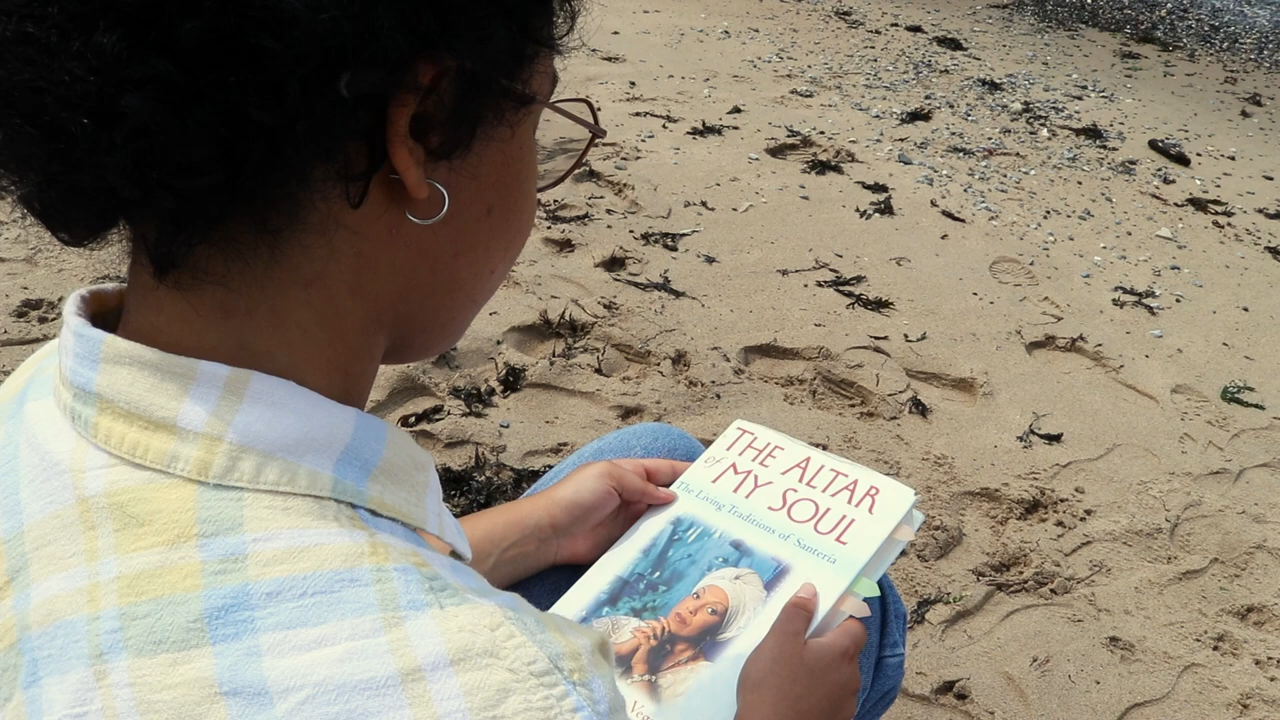 THE ALTAR
of MY SOUL
The Living Traditions of Santería